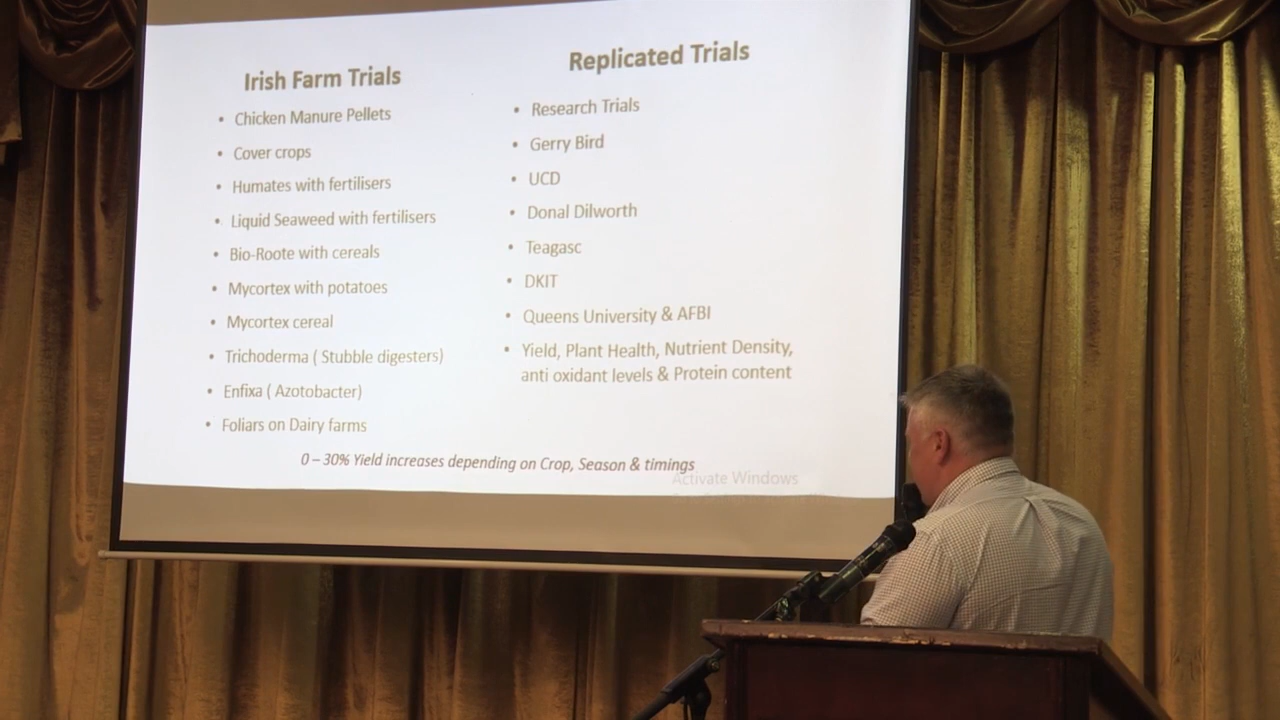 Irish Farm Trials
• Chicken Manure Pellets
• Cover crops
• Humates with fertilisers
• Liquid Seaweed with fertilisers
• Bio-Roote with cereals
• Mycortex with potatoes
• Mycortex cereal
• Trichoderma ( Stubble digesters)
• Enfixa ( Azotobacter)
• Foliars on Dairy farms
Replicated Trials
• Research Trials
• Gerry Bird
• UCD
• Donal Dilworth
• Teagasc
• DKIT
• Queens University & AFBI
• Yield, Plant Health, Nutrient Density,
anti oxidant levels & Protein content
0 – 30% Yield increases depending on Crop, Season & timings
Activate Windows